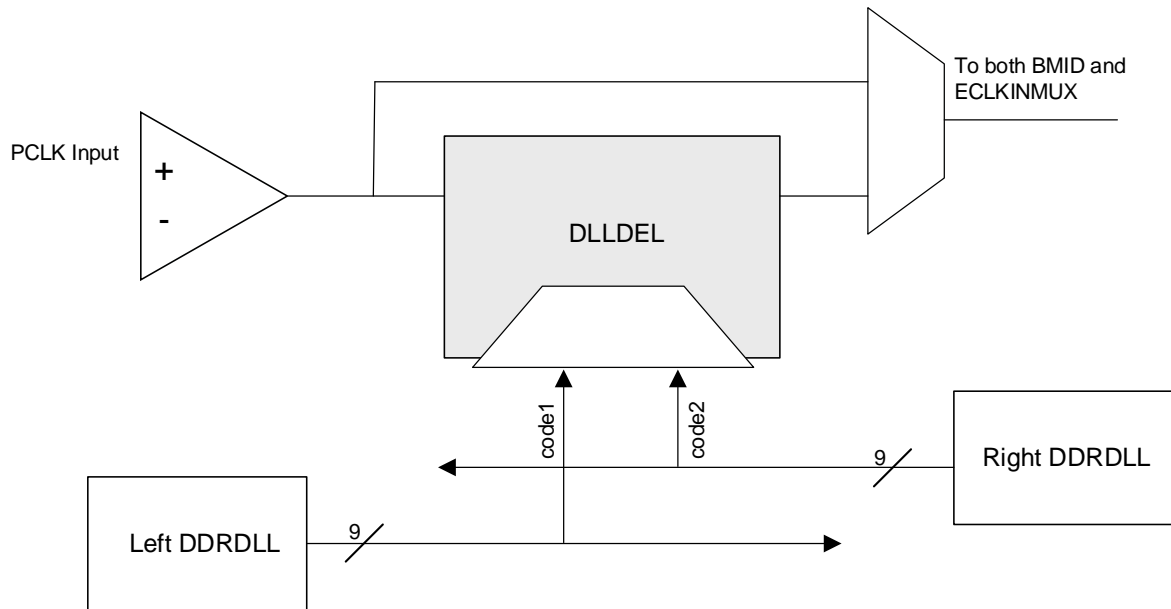 To both BMID and
ECLKINMUX
PCLK Input
+
-
DLLDEL
code1
code2
9
Right DDRDLL
9
Left DDRDLL